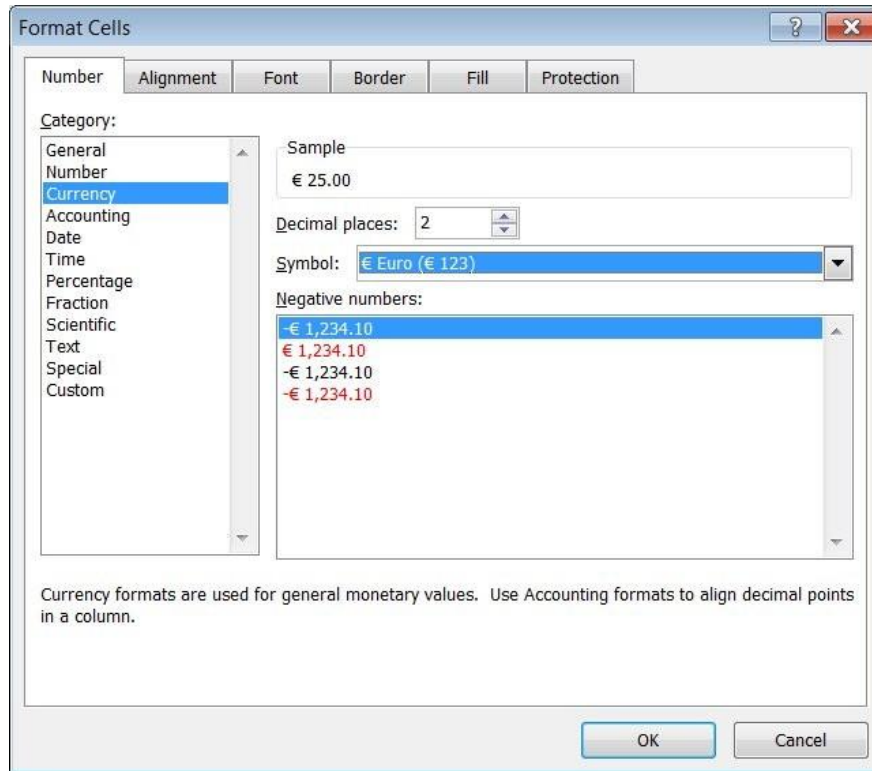 Format Cells
Number Alignment Font Border Fill Protection
Category:
General
Number
Currency
Accounting
Date
Time
Percentage
Fraction
Scientific
Text
Special
Custom
Sample
€ 25.00
Decimal places: 2
Symbol: € Euro (€ 123)
Negative numbers:
-€ 1,234.10
€ 1,234.10
-€ 1,234.10
-€ 1,234.10
Currency formats are used for general monetary values. Use Accounting formats to align decimal points
in a column.
OK Cancel